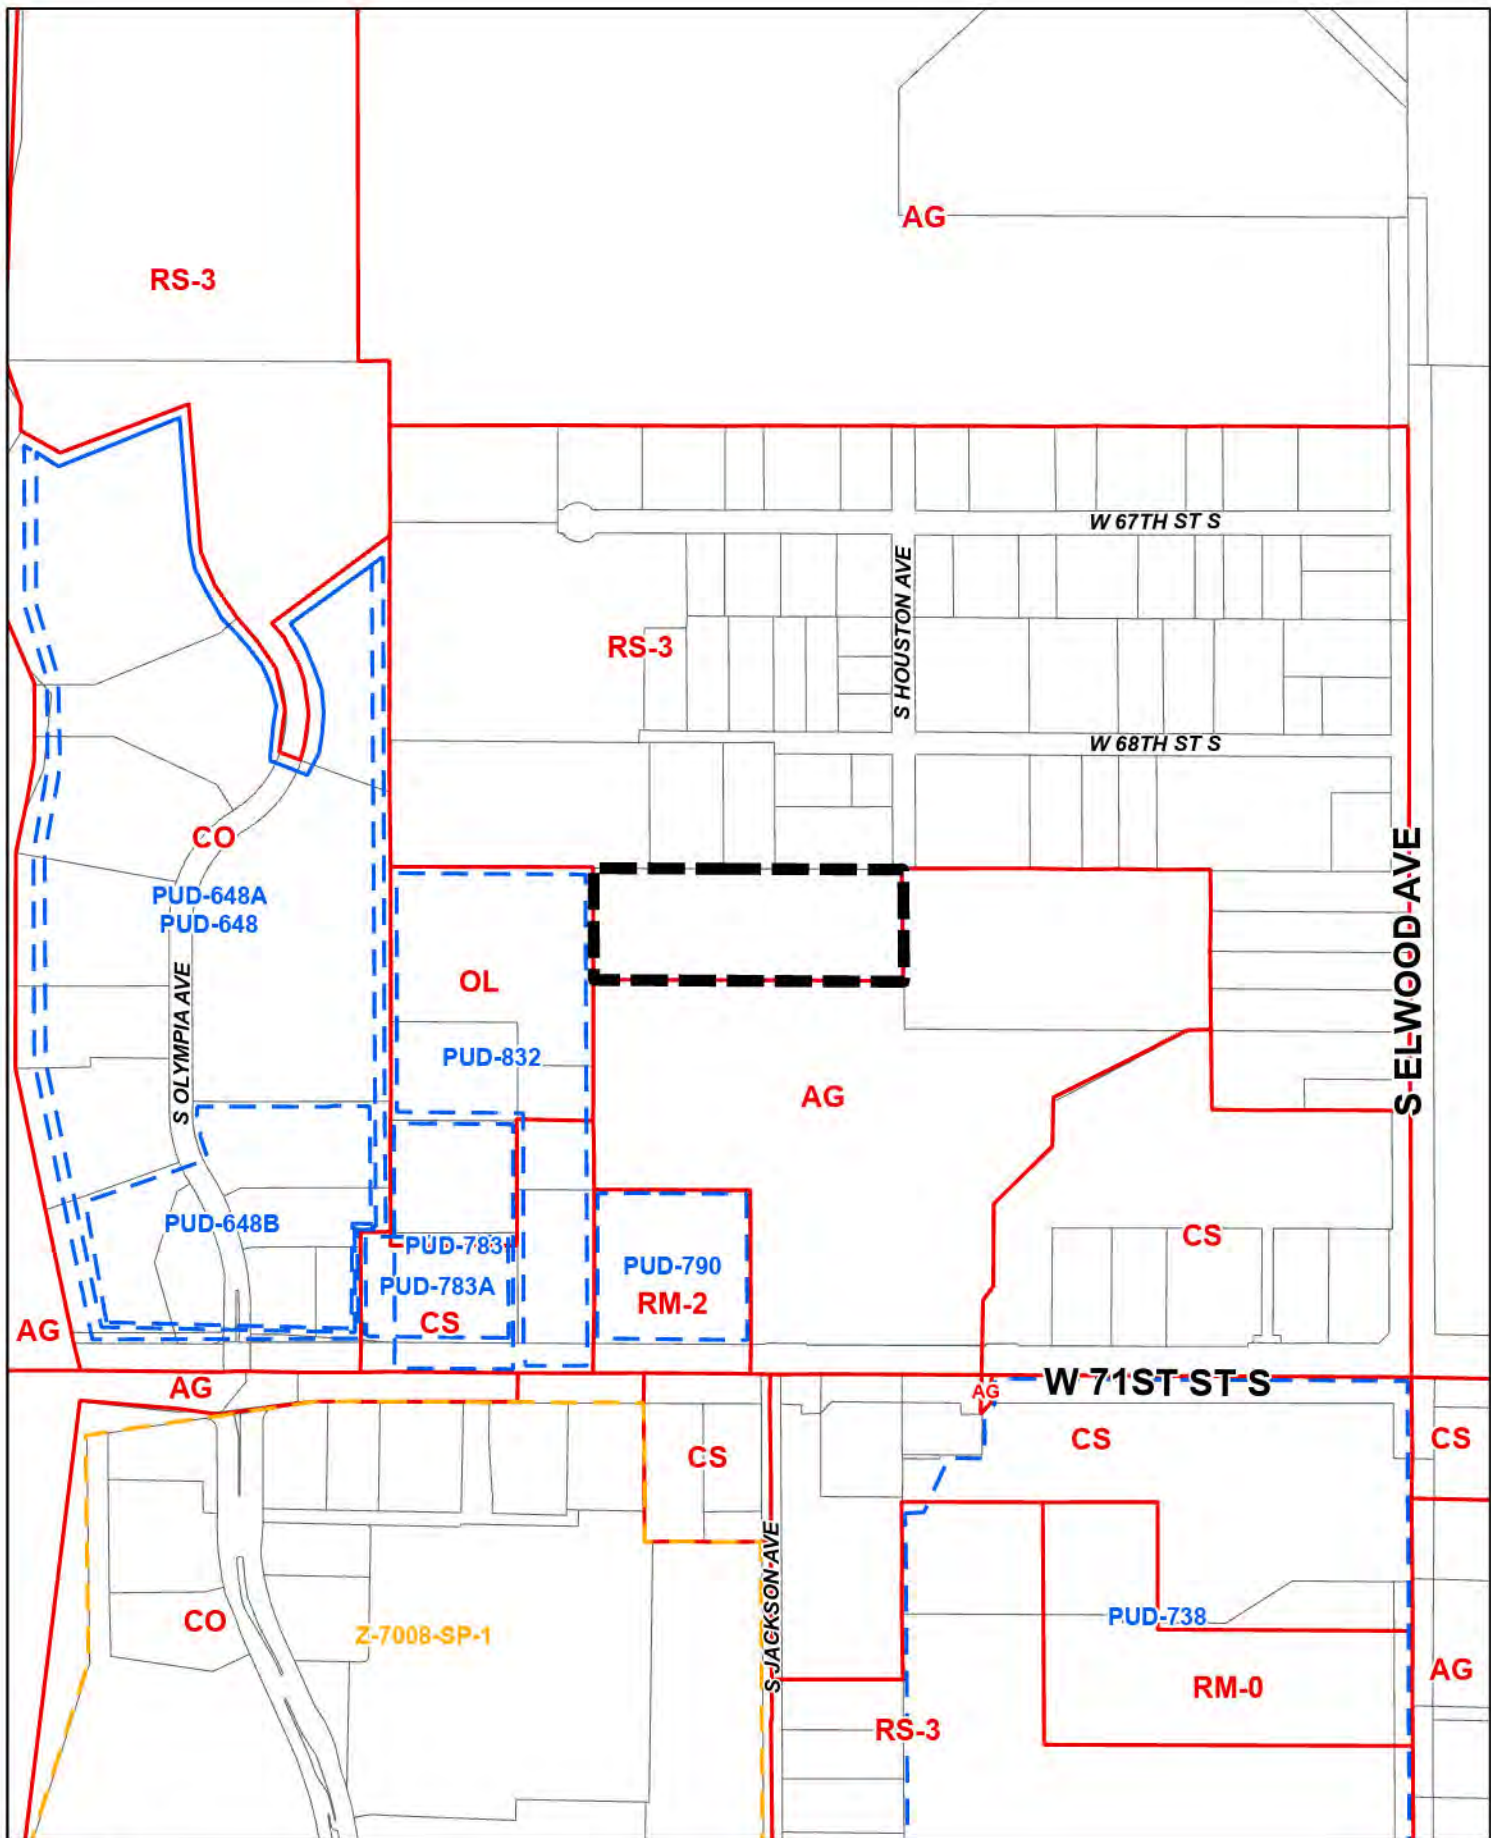 AG
RS-3
W 67TH ST S
S HOUSTON AVE
RS-3
W 68TH ST S
CO
PUD-648A
PUD-648
S ELWOOD AVE
OL
S OLYMPIA AVE
PUD-832
AG
PUD-648B
CS
PUD-783
PUD-790
PUD-783A
RM-2
CS
AG
AG
AG
W 71ST ST S
CS
CS
CS
S JACKSON AVE
CO
Z-7008-SP-1
PUD-738
AG
RM-0
RS-3